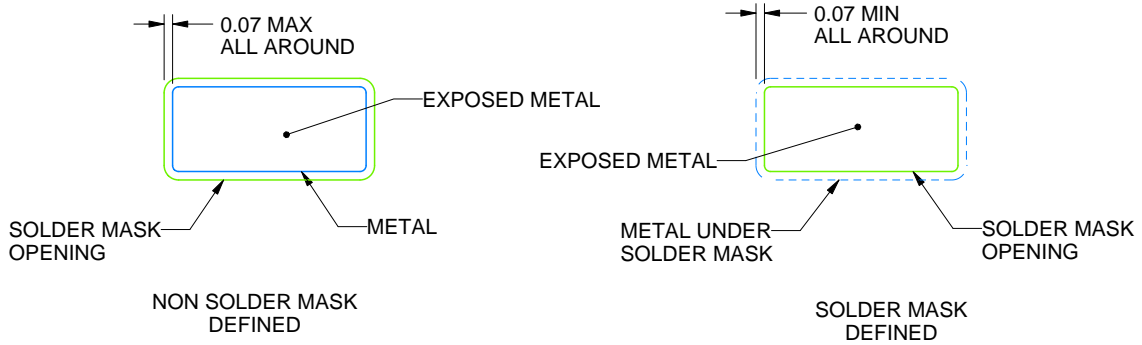 0.07 MAX
ALL AROUND
EXPOSED METAL
SOLDER MASK
OPENING
METAL
NON SOLDER MASK
DEFINED
0.07 MIN
ALL AROUND
EXPOSED METAL
METAL UNDER
SOLDER MASK
SOLDER MASK
OPENING
SOLDER MASK
DEFINED